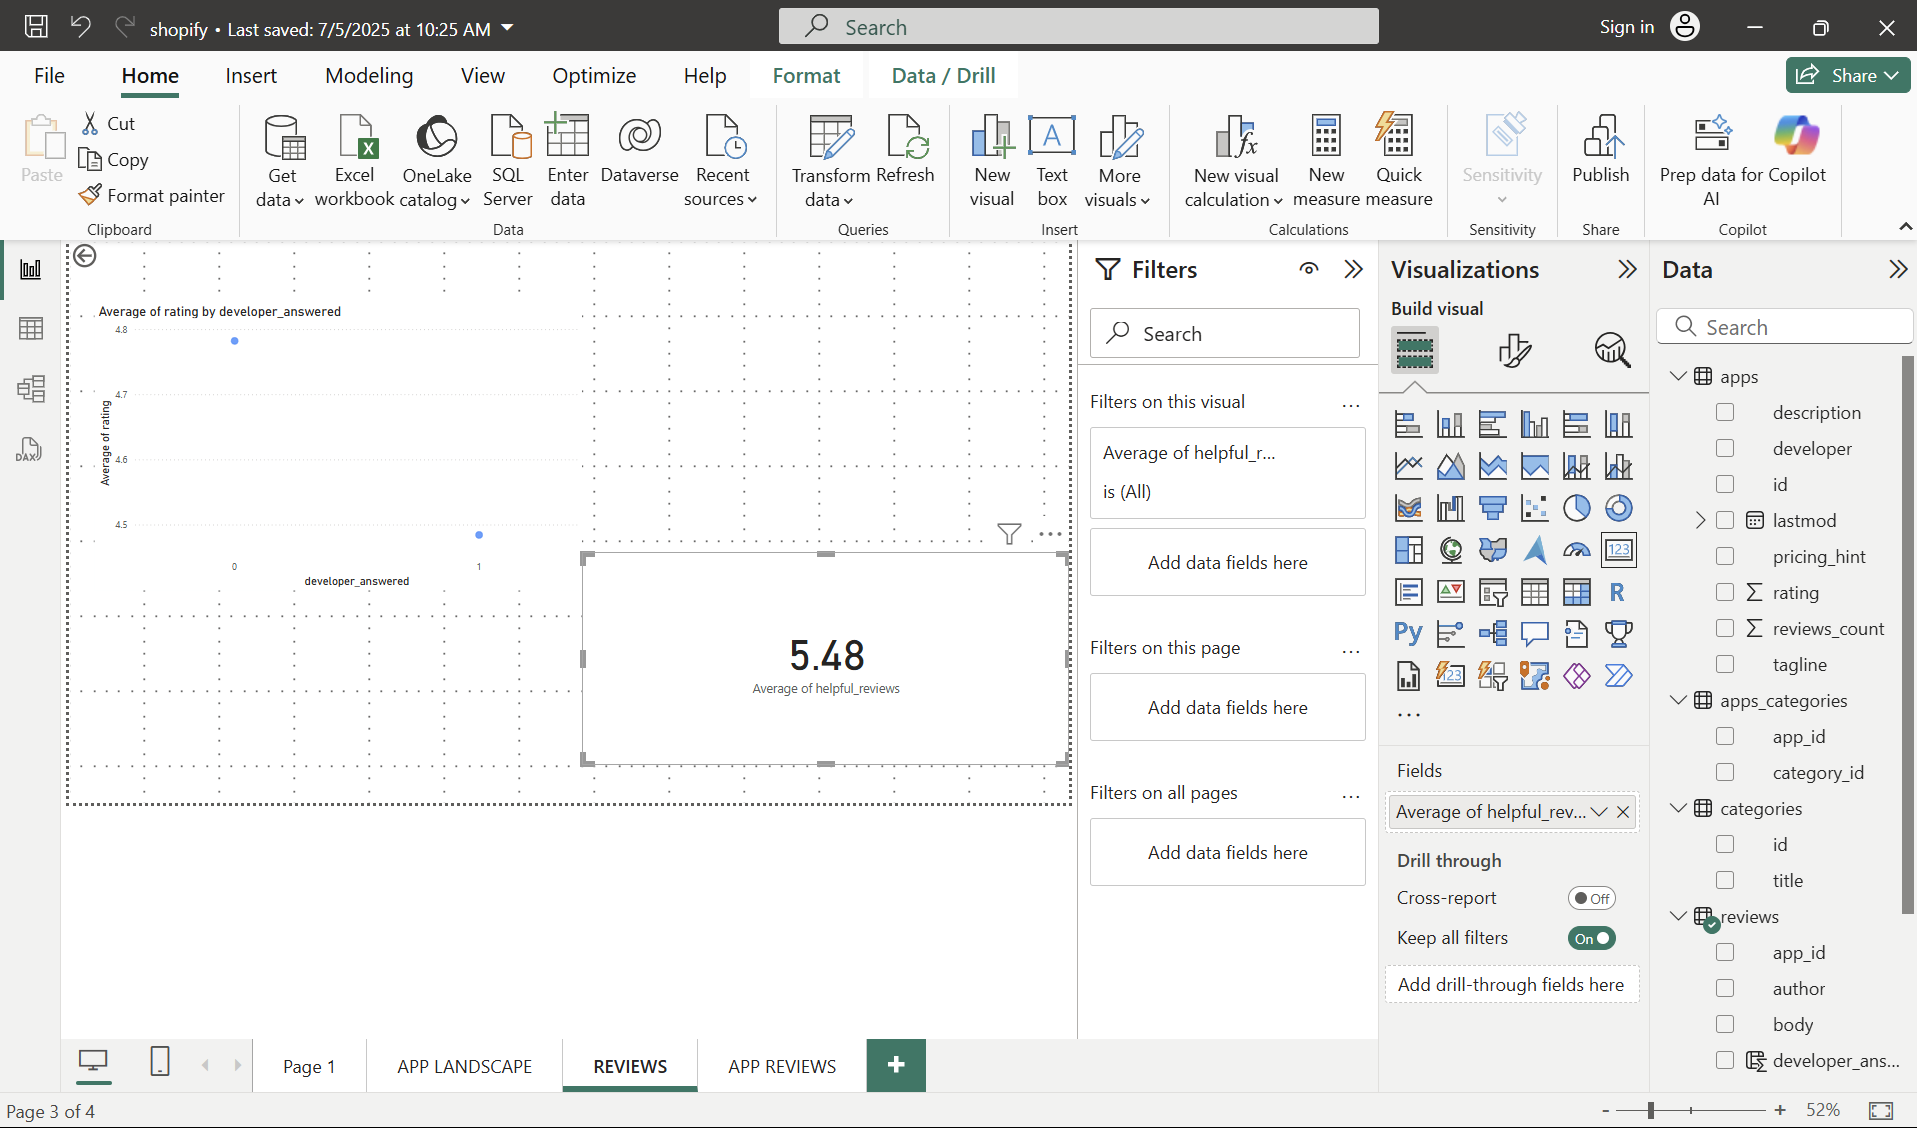 shopify • Last saved: 7/5/2025 at 10:25 AM
Search
Sign in
File
Home
Insert
Modeling
View
Optimize
Help
Format
Data / Drill
Share
Paste
Cut
Copy
Format painter
Clipboard
Get data
Excel workbook
OneLake catalog
SQL Server
Enter data
Dataverse
Recent sources
Data
Transform data
Refresh
Queries
New visual
Text box
More visuals
Insert
New visual calculation
New measure
Quick measure
Calculations
Sensitivity
Sensitivity
Publish
Share
Prep data for AI
Copilot
Copilot
DAX
Average of rating by developer_answered
4.8
4.7
4.6
4.5
Average of rating
0
1
developer_answered
5.48
Average of helpful_reviews
Filters
Search
Filters on this visual
...
Average of helpful_r...
is (All)
Add data fields here
Filters on this page
...
Add data fields here
Filters on all pages
...
Add data fields here
Visualizations
Build visual
123
R
Py
123
...
Fields
Average of helpful_rev...
Drill through
Cross-report
Off
Keep all filters
On
Add drill-through fields here
Data
Search
apps
description
developer
id
lastmod
pricing_hint
rating
reviews_count
tagline
apps_categories
app_id
category_id
categories
id
title
reviews
app_id
author
body
developer_ans...
Page 1
APP LANDSCAPE
REVIEWS
APP REVIEWS
+
Page 3 of 4
-
+
52%